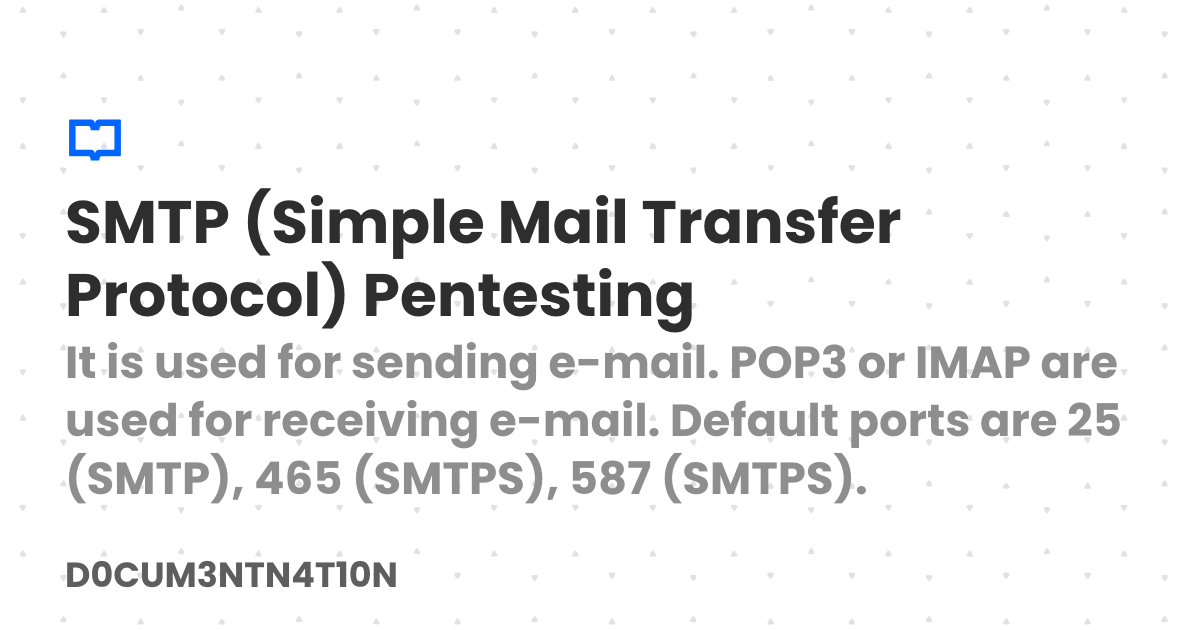 SMTP (Simple Mail Transfer
Protocol) Pentesting
It is used for sending e-mail. POP3 or IMAP are
used for receiving e-mail. Default ports are 25
(SMTP), 465 (SMTPS), 587 (SMTPS).
D0CUM3NTN4T10N